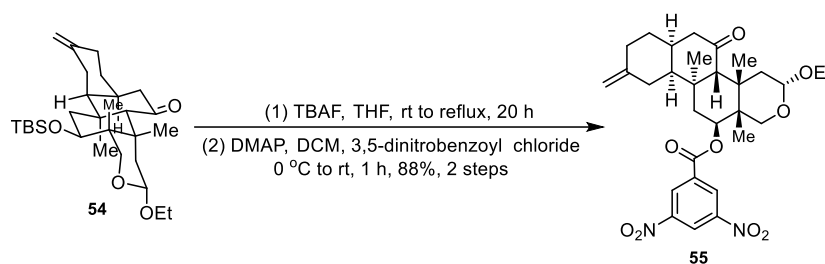 H
H
O
TBSO
Me
H
Me
Me
O
OEt
54
(1) TBAF, THF, rt to reflux, 20 h
(2) DMAP, DCM, 3,5-dinitrobenzoyl chloride
0 °C to rt, 1 h, 88%, 2 steps
H
O
Me
Me
OE
H
H
O
Me
O
O
O₂N
NO₂
55